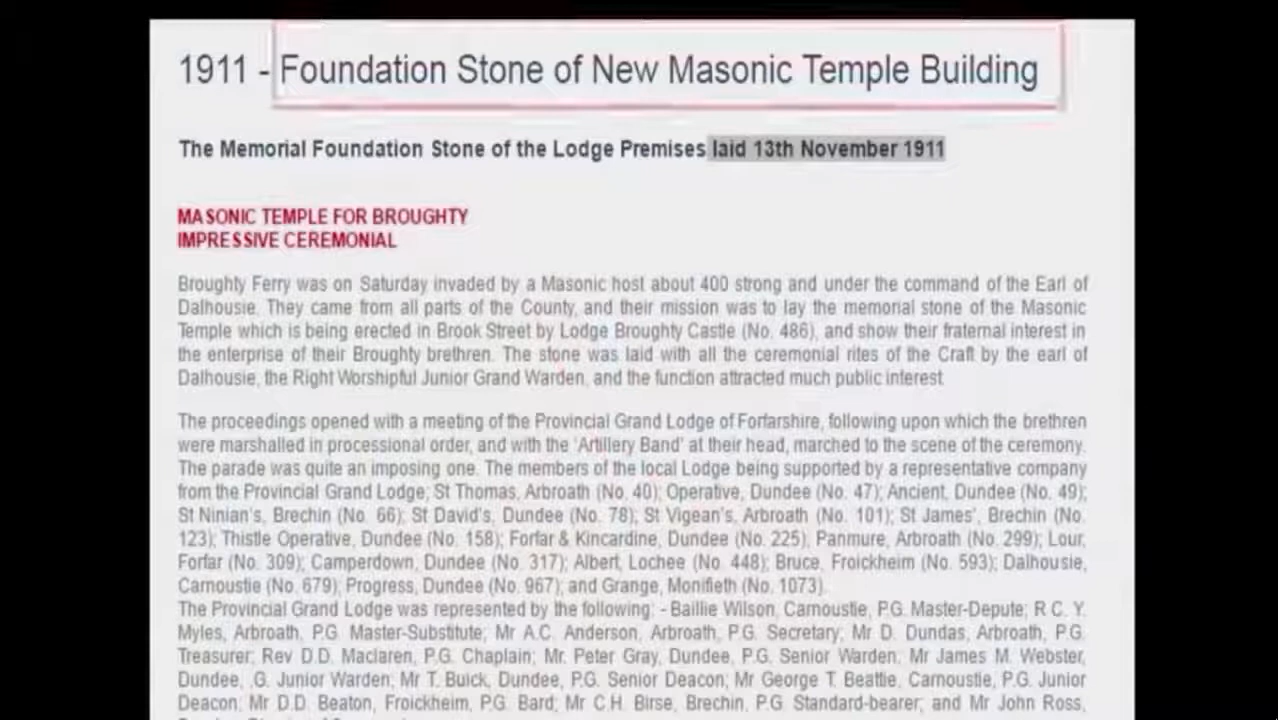 1911 - Foundation Stone of New Masonic Temple Building
The Memorial Foundation Stone of the Lodge Premises laid 13th November 1911
MASONIC TEMPLE FOR BROUGHTY
IMPRESSIVE CEREMONIAL
Broughty Ferry was on Saturday invaded by a Masonic host about 400 strong and under the command of the Earl of
Dalhousie. They came from all parts of the County, and their mission was to lay the memorial stone of the Masonic
Temple which is being erected in Brook Street by Lodge Broughty Castle (No. 486), and show their fraternal interest in
the enterprise of their Broughty brethren. The stone was laid with all the ceremonial rites of the Craft by the earl of
Dalhousie, the Right Worshipful Junior Grand Warden, and the function attracted much public interest.
The proceedings opened with a meeting of the Provincial Grand Lodge of Forfarshire, following upon which the brethren
were marshalled in processional order, and with the 'Artillery Band' at their head, marched to the scene of the ceremony.
The parade was quite an imposing one. The members of the local Lodge being supported by a representative company
from the Provincial Grand Lodge; St Thomas, Arbroath (No. 40); Operative, Dundee (No. 47); Ancient, Dundee (No. 49);
St Ninian's, Brechin (No. 66); St David's, Dundee (No. 78); St Vigean's, Arbroath (No. 101); St James', Brechin (No.
123); Thistle Operative, Dundee (No. 158); Forfar & Kincardine, Dundee (No. 225); Panmure, Arbroath (No. 299); Lour,
Forfar (No. 309); Camperdown, Dundee (No. 317); Albert, Lochee (No. 448); Bruce, Froickheim (No. 593); Dalhousie,
Carnoustie (No. 679); Progress, Dundee (No. 967); and Grange, Monifieth (No. 1073).
The Provincial Grand Lodge was represented by the following: - Baillie Wilson, Carnoustie, P.G. Master-Depute; R.C. Y.
Myles, Arbroath, P.G. Master-Substitute; Mr A.C. Anderson, Arbroath, P.G. Secretary; Mr D. Dundas, Arbroath, P.G.
Treasurer; Rev D.D. Maclaren, P.G. Chaplain; Mr. Peter Gray, Dundee, P.G. Senior Warden; Mr James M. Webster,
Dundee, .G. Junior Warden; Mr T. Buick, Dundee, P.G. Senior Deacon; Mr George T. Beattie, Carnoustie, P.G. Junior
Deacon; Mr D.D. Beaton, Froickheim, P.G. Bard; Mr C.H. Birse, Brechin, P.G. Standard-bearer; and Mr John Ross,